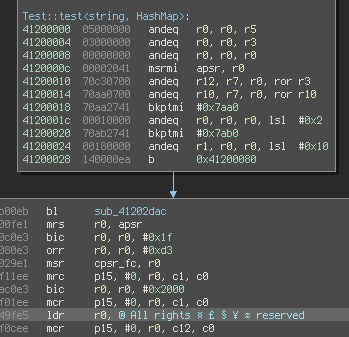 Test::test<string, HashMap>:
41200000 05000000 andeq r0, r0, r5
41200004 03000000 andeq r0, r0, r3
41200008 00000000 andeq r0, r0, r0
4120000c 00002041 msrmi apsr, r0
41200010 70c30700 andeq r12, r7, r0, ror r3
41200014 70aa0700 andeq r10, r7, r0, ror r10
41200018 70aa2741 bkptmi #0x7aa0
4120001c 00010000 andeq r0, r0, r0, lsl #0x2
41200020 70ab2741 bkptmi #0x7ab0
41200024 00180000 andeq r1, r0, r0, lsl #0x10
41200028 140000ea b 0x41200080
b00eb bl sub_41202dac
00fe1 mrs r0, apsr
0c0e3 bic r0, r0, #0x1f
080e3 orr r0, r0, #0xd3
029e1 msr cpsr_fc, r0
f11ee mrc p15, #0, r0, c1, c0
ac0e3 bic r0, r0, #0x2000
f01ee mcr p15, #0, r0, c1, c0
49fe5 ldr r0, ® All rights ¤ £ § ¥ ≈ reserved
f0cee mcr p15, #0, r0, c12, c0